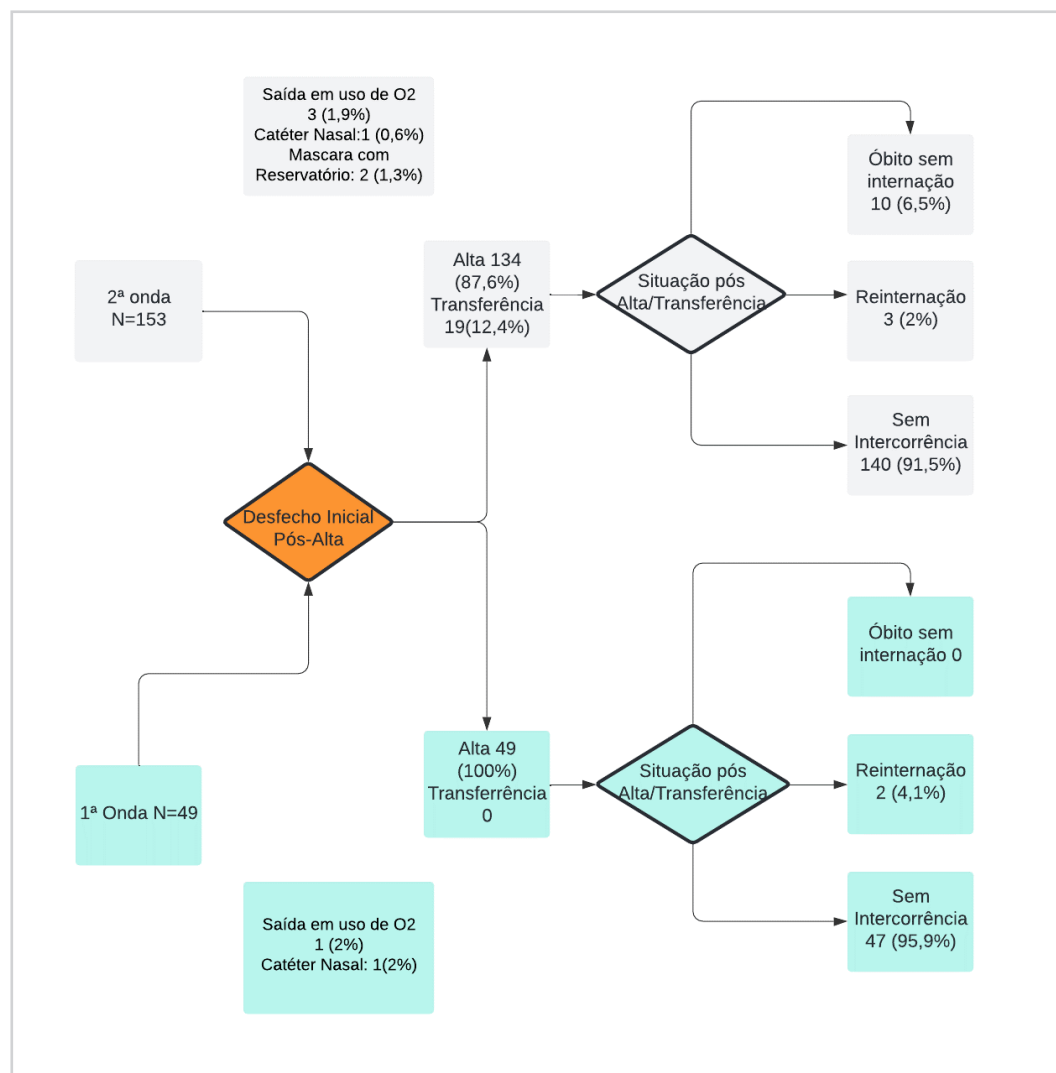 Saída em uso de O2
3 (1,9%)
Catéter Nasal:1 (0,6%)
Mascara com
Reservatório: 2 (1,3%)
2ª onda
N=153
Alta 134
(87,6%)
Transferência
19(12,4%)
Situação pós
Alta/Transferência
Óbito sem
internação
10 (6,5%)
Reinternação
3 (2%)
Sem
Intercorrência
140 (91,5%)
Desfecho Inicial
Pós-Alta
1ª Onda N=49
Alta 49
(100%)
Transferrência
0
Situação pós
Alta/Transferência
Óbito sem
internação 0
Reinternação
2 (4,1%)
Sem
Intercorrência
47 (95,9%)
Saída em uso de O2
1 (2%)
Catéter Nasal: 1(2%)